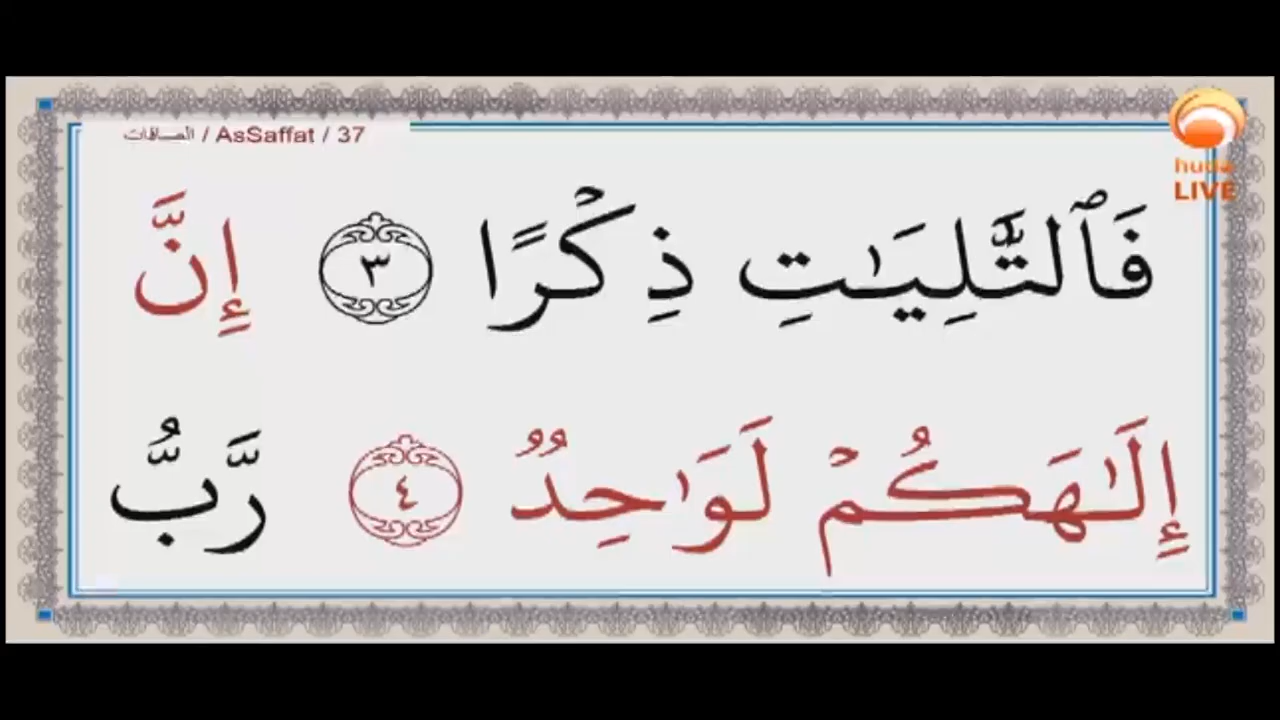 الصافات / AsSaffat / 37
huda
LIVE
فَٱلتَّٰلِيَٰتِ ذِكۡرًا ٣ إِنَّ
إِلَٰهَكُمۡ لَوَٰحِدٞ ٤ رَّبُّ